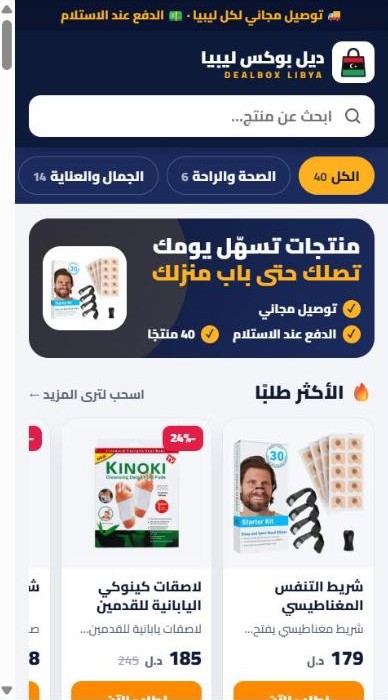 🚚 توصيل مجاني لكل ليبيا · 💵 الدفع عند الاستلام
ديل بوكس ليبيا
DEALBOX LIBYA
ابحث عن منتج...
الكل 40
الصحة والراحة 6
الجمال والعناية 14
منتجات تسهّل يومك
تصلك حتى باب منزلك
توصيل مجاني
الدفع عند الاستلام
40 منتجًا
🔥 الأكثر طلبًا
اسحب لترى المزيد ←
30
Starter Kit
شريط التنفس
المغناطيسي
شريط مغناطيسي يفتح...
179 د.ل
24%-
KINOKI
لاصقات كينوكي
اليابانية للقدمين
لاصقات يابانية للقدمين...
185 د.ل 245